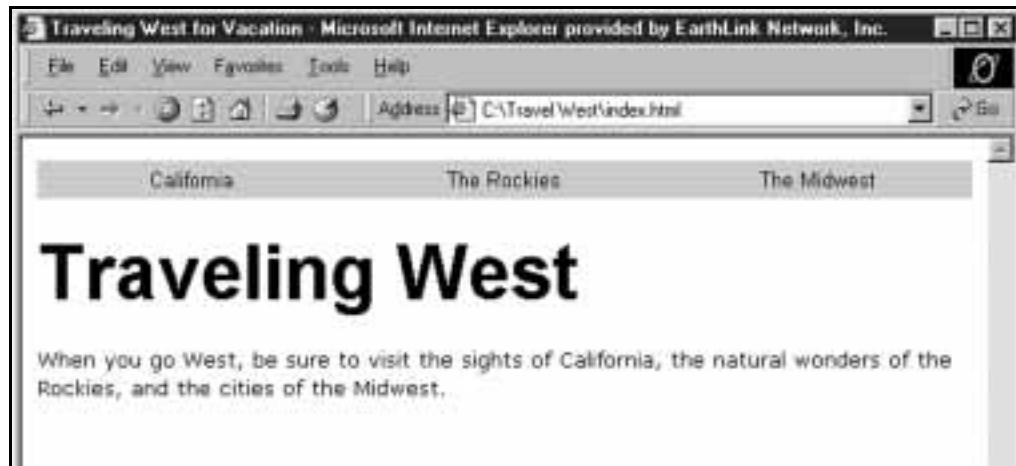 Traveling West for Vacation - Microsoft Internet Explorer provided by EarthLink Network, Inc.
File Edit View Favorites Tools Help
Address C:\Travel West\index.html Go
California The Rockies The Midwest
Traveling West
When you go West, be sure to visit the sights of California, the natural wonders of the
Rockies, and the cities of the Midwest.